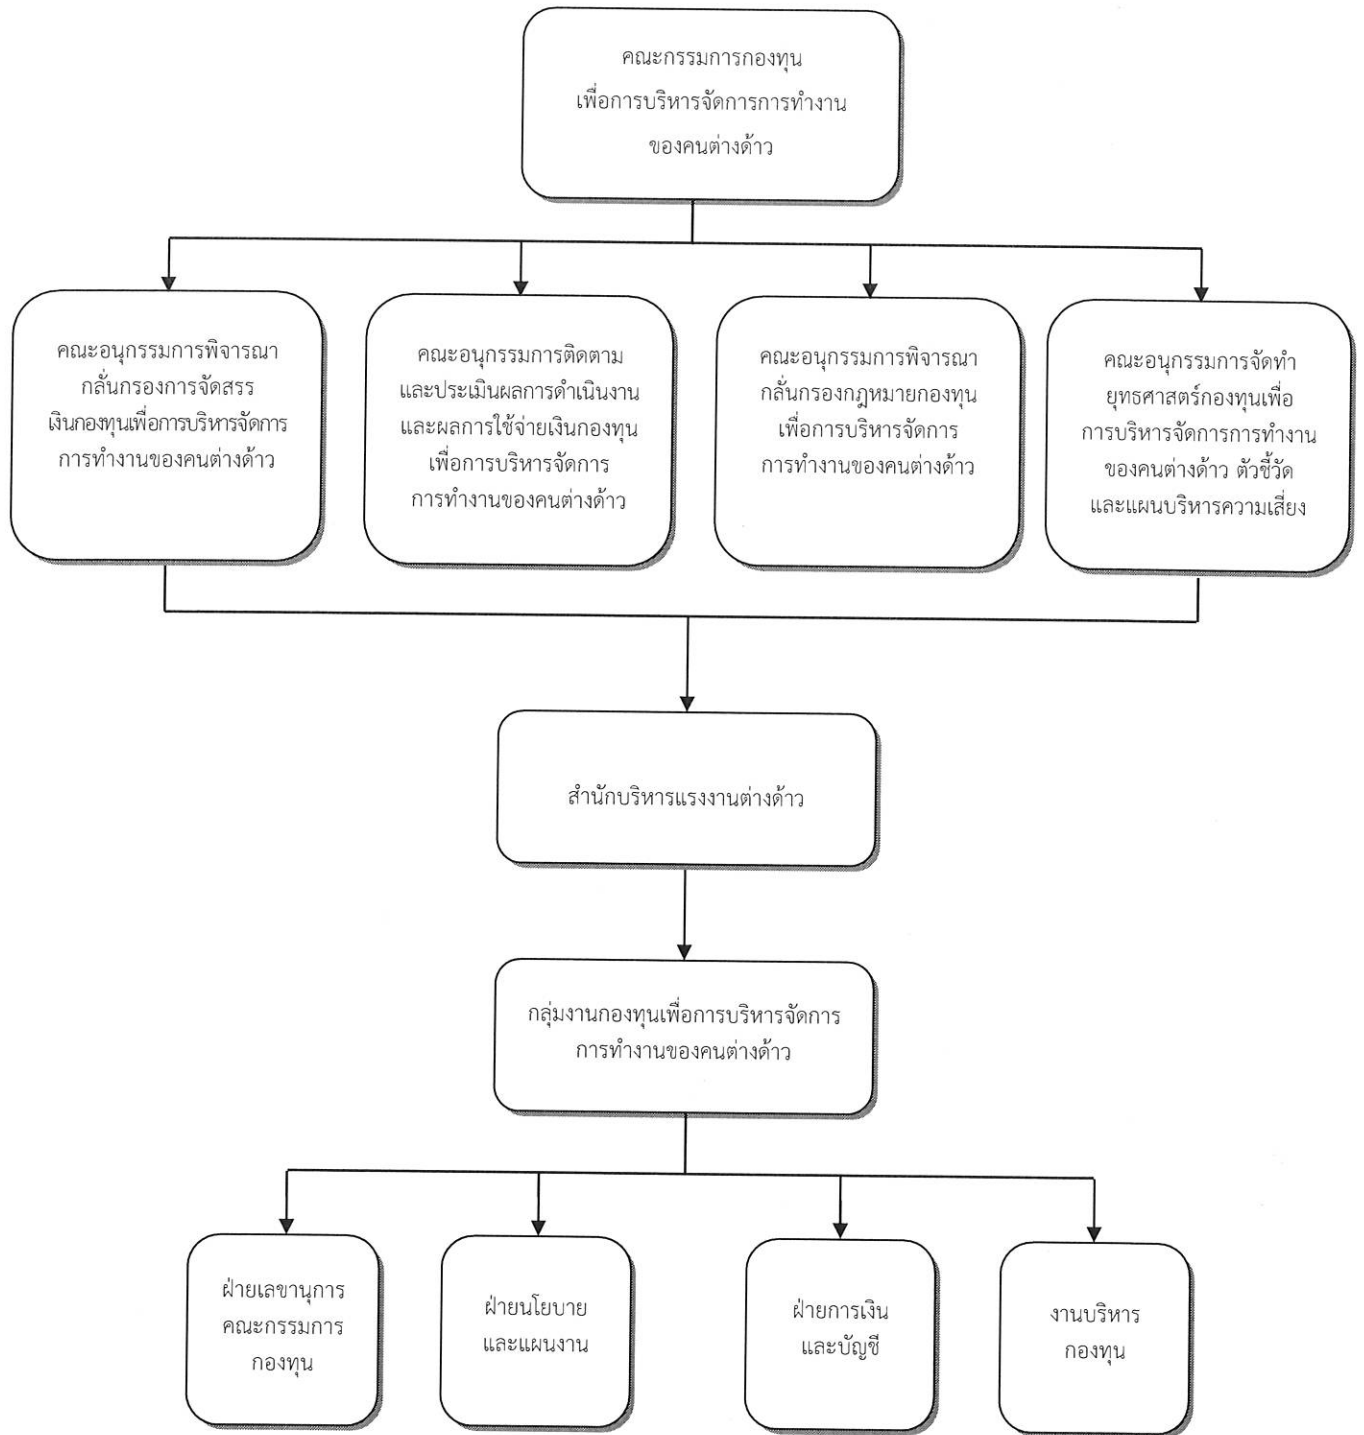 คณะกรรมการกองทุน
เพื่อการบริหารจัดการการทำงาน
ของคนต่างด้าว
คณะอนุกรรมการพิจารณา
กลั่นกรองการจัดสรร
เงินกองทุนเพื่อการบริหารจัดการ
การทำงานของคนต่างด้าว
คณะอนุกรรมการติดตาม
และประเมินผลการดำเนินงาน
และผลการใช้จ่ายเงินกองทุน
เพื่อการบริหารจัดการ
การทำงานของคนต่างด้าว
คณะอนุกรรมการพิจารณา
กลั่นกรองกฎหมายกองทุน
เพื่อการบริหารจัดการ
การทำงานของคนต่างด้าว
คณะอนุกรรมการจัดทำ
ยุทธศาสตร์กองทุนเพื่อ
การบริหารจัดการการทำงาน
ของคนต่างด้าว ตัวชี้วัด
และแผนบริหารความเสี่ยง
สำนักบริหารแรงงานต่างด้าว
กลุ่มงานกองทุนเพื่อการบริหารจัดการ
การทำงานของคนต่างด้าว
ฝ่ายเลขานุการ
คณะกรรมการ
กองทุน
ฝ่ายนโยบาย
และแผนงาน
ฝ่ายการเงิน
และบัญชี
งานบริหาร
กองทุน